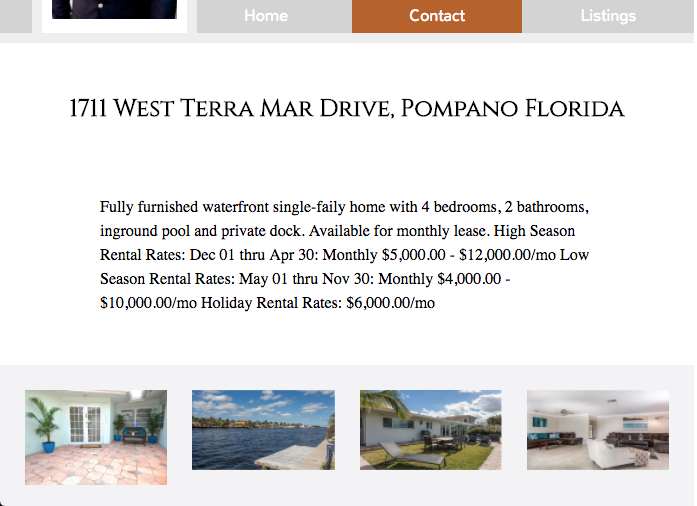 Home
Contact
Listings
1711 West Terra Mar Drive, Pompano Florida
Fully furnished waterfront single-faily home with 4 bedrooms, 2 bathrooms,
inground pool and private dock. Available for monthly lease. High Season
Rental Rates: Dec 01 thru Apr 30: Monthly $5,000.00 - $12,000.00/mo Low
Season Rental Rates: May 01 thru Nov 30: Monthly $4,000.00 -
$10,000.00/mo Holiday Rental Rates: $6,000.00/mo